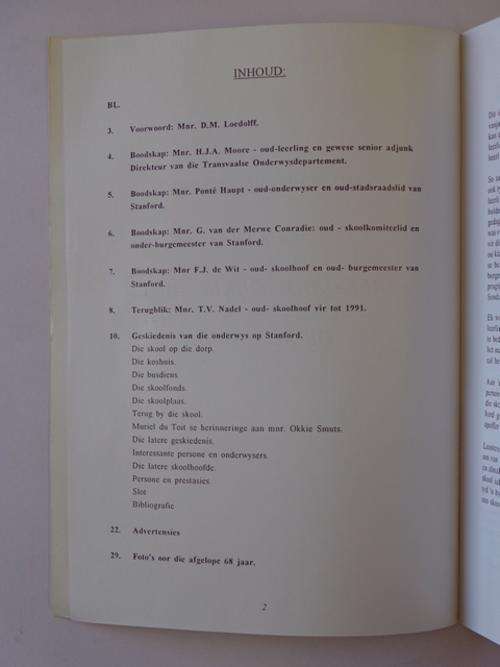 INHOUD:
BL.
3. Voorwoord: Mnr. D.M. Loedolff.
4. Boodskap: Mnr. H.J.A. Moore - oud-leerling en gewese senior adjunk
Direkteur van die Transvaalse Onderwysdepartement.
5. Boodskap: Mnr. Ponté Haupt - oud-onderwyser en oud-stadsraadslid van
Stanford.
6. Boodskap: Mnr. G. van der Merwe Conradie: oud - skoolkomiteelid en
onder-burgemeester van Stanford.
7. Boodskap: Mnr F.J. de Wit - oud- skoolhoof en oud- burgemeester van
Stanford.
8. Terugblik: Mnr. T.V. Nadel - oud- skoolhoof vir tot 1991.
10. Geskiedenis van die onderwys op Stanford.
Die skool op die dorp.
Die koshuis.
Die busdiens
Die skoolfonds.
Die skoolplaas.
Terug by die skool.
Muriel du Toit se herinneringe aan mnr. Okkie Smuts.
Die latere geskiedenis.
Interessante persone en onderwysers.
Die latere skoolhoofde.
Persone en prestasies.
Slot
Bibliografie
22. Advertensies
29. Foto's oor die afgelope 68 jaar.
2